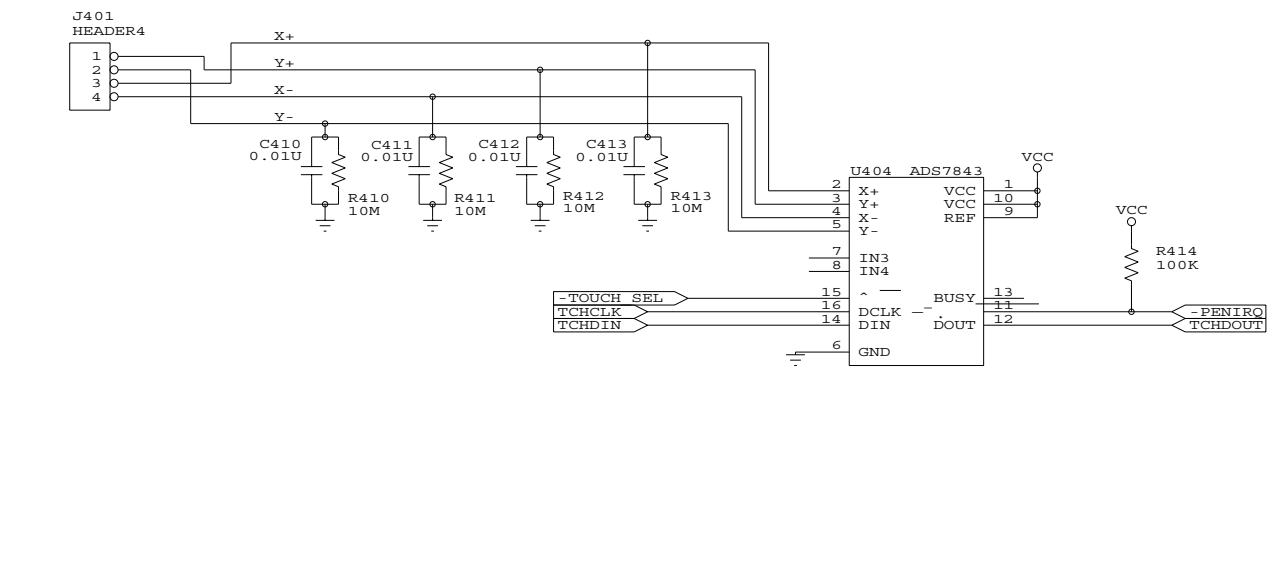 J401
HEADER4
1
2
3
4
X+
Y+
X-
Y-
C410
0.01U
R410
10M
C411
0.01U
R411
10M
C412
0.01U
R412
10M
C413
0.01U
R413
10M
U404 ADS7843
2 X+
3 Y+
4 X-
5 Y-
7 IN3
8 IN4
15 ^
16 DCLK
14 DIN
6 GND
VCC 1
VCC 10
REF 9
BUSY 13
11
DOUT 12
VCC
VCC
R414
100K
-TOUCH_SEL
TCHCLK
TCHDIN
-PENIRQ
TCHDOUT